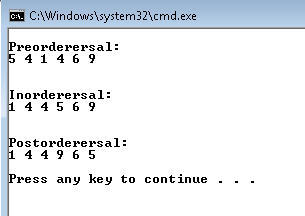 C:\Windows\system32\cmd.exe
Preorderersal:
5 4 1 4 6 9
Inorderersal:
1 4 4 5 6 9
Postorderersal:
1 4 4 9 6 5
Press any key to continue . . .